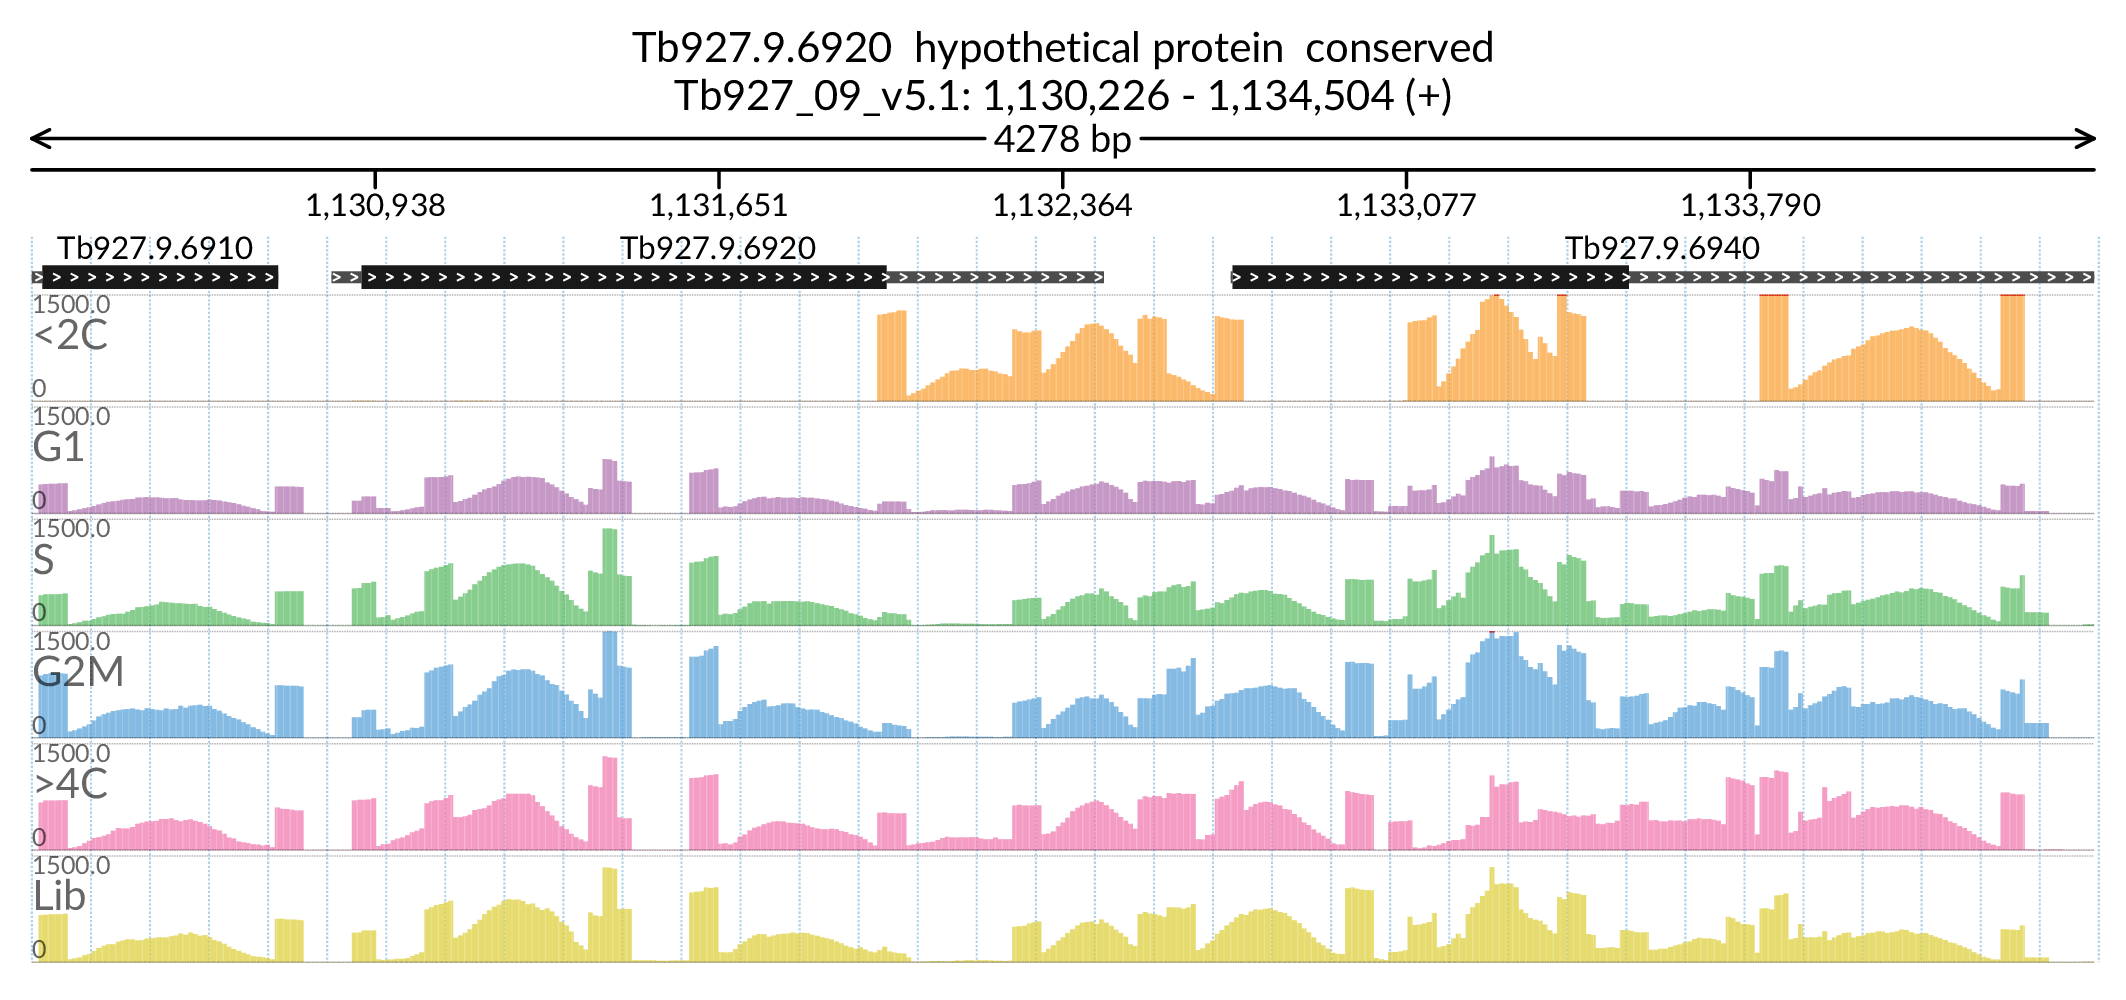 Tb927.9.6920  hypothetical protein  conserved
Tb927_09_v5.1: 1,130,226 - 1,134,504 (+)
4278 bp
1,130,938 1,131,651 1,132,364 1,133,077 1,133,790
Tb927.9.6910 Tb927.9.6920 Tb927.9.6940
1500.0
<2C
0
1500.0
G1
0
1500.0
S
0
1500.0
G2M
0
1500.0
>4C
0
1500.0
Lib
0